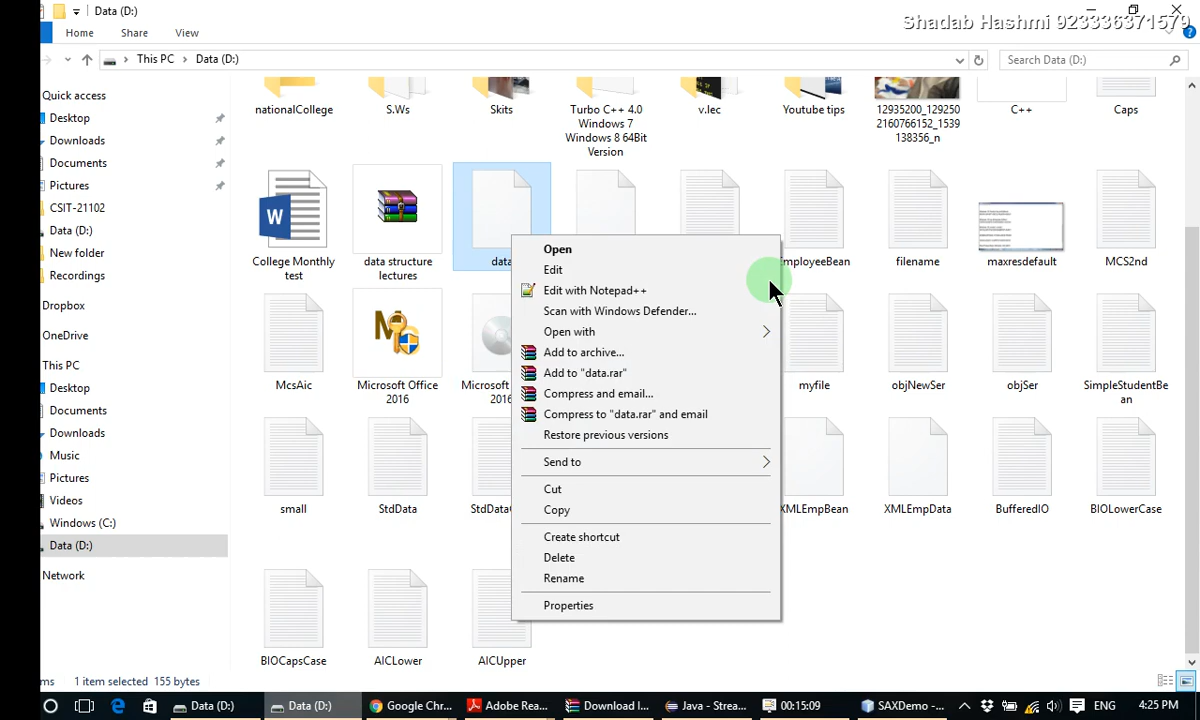 Data (D:)
Shadab Hashmi 923336371579
Home Share View
This PC Data (D:)
Search Data (D:)
Quick access
Desktop
Downloads
Documents
Pictures
CSIT-21102
Data (D:)
New folder
Recordings
Dropbox
OneDrive
This PC
Desktop
Documents
Downloads
Music
Pictures
Videos
Windows (C:)
Data (D:)
Network
nationalCollege
S.Ws
Skits
Turbo C++ 4.0
Windows 7
Windows 8 64Bit
Version
v.lec
Youtube tips
12935200_129250
2160766152_1539
138356_n
C++
Caps
College Monthly
test
data structure
lectures
data
EmployeeBean
filename
maxresdefault
MCS2nd
McsAic
Microsoft Office
2016
Microsoft
2016
myfile
objNewSer
objSer
SimpleStudentBe
an
small
StdData
XMLEmpBean
XMLEmpData
BufferedIO
BIOLowerCase
BIOCapsCase
AICLower
AICUpper
Open
Edit
Edit with Notepad++
Scan with Windows Defender...
Open with
Add to archive...
Add to "data.rar"
Compress and email...
Compress to "data.rar" and email
Restore previous versions
Send to
Cut
Copy
Create shortcut
Delete
Rename
Properties
ms 1 item selected 155 bytes
Data (D:)
Data (D:)
Google Chr...
Adobe Rea...
Download I...
Java - Strea...
00:15:09
SAXDemo -...
ENG
4:25 PM